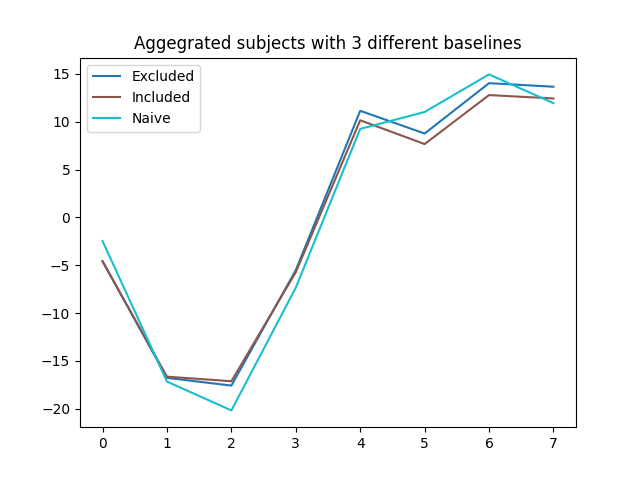 Aggegrated subjects with 3 different baselines
Excluded
Included
Naive
15
10
5
0
−5
−10
−15
−20
0 1 2 3 4 5 6 7